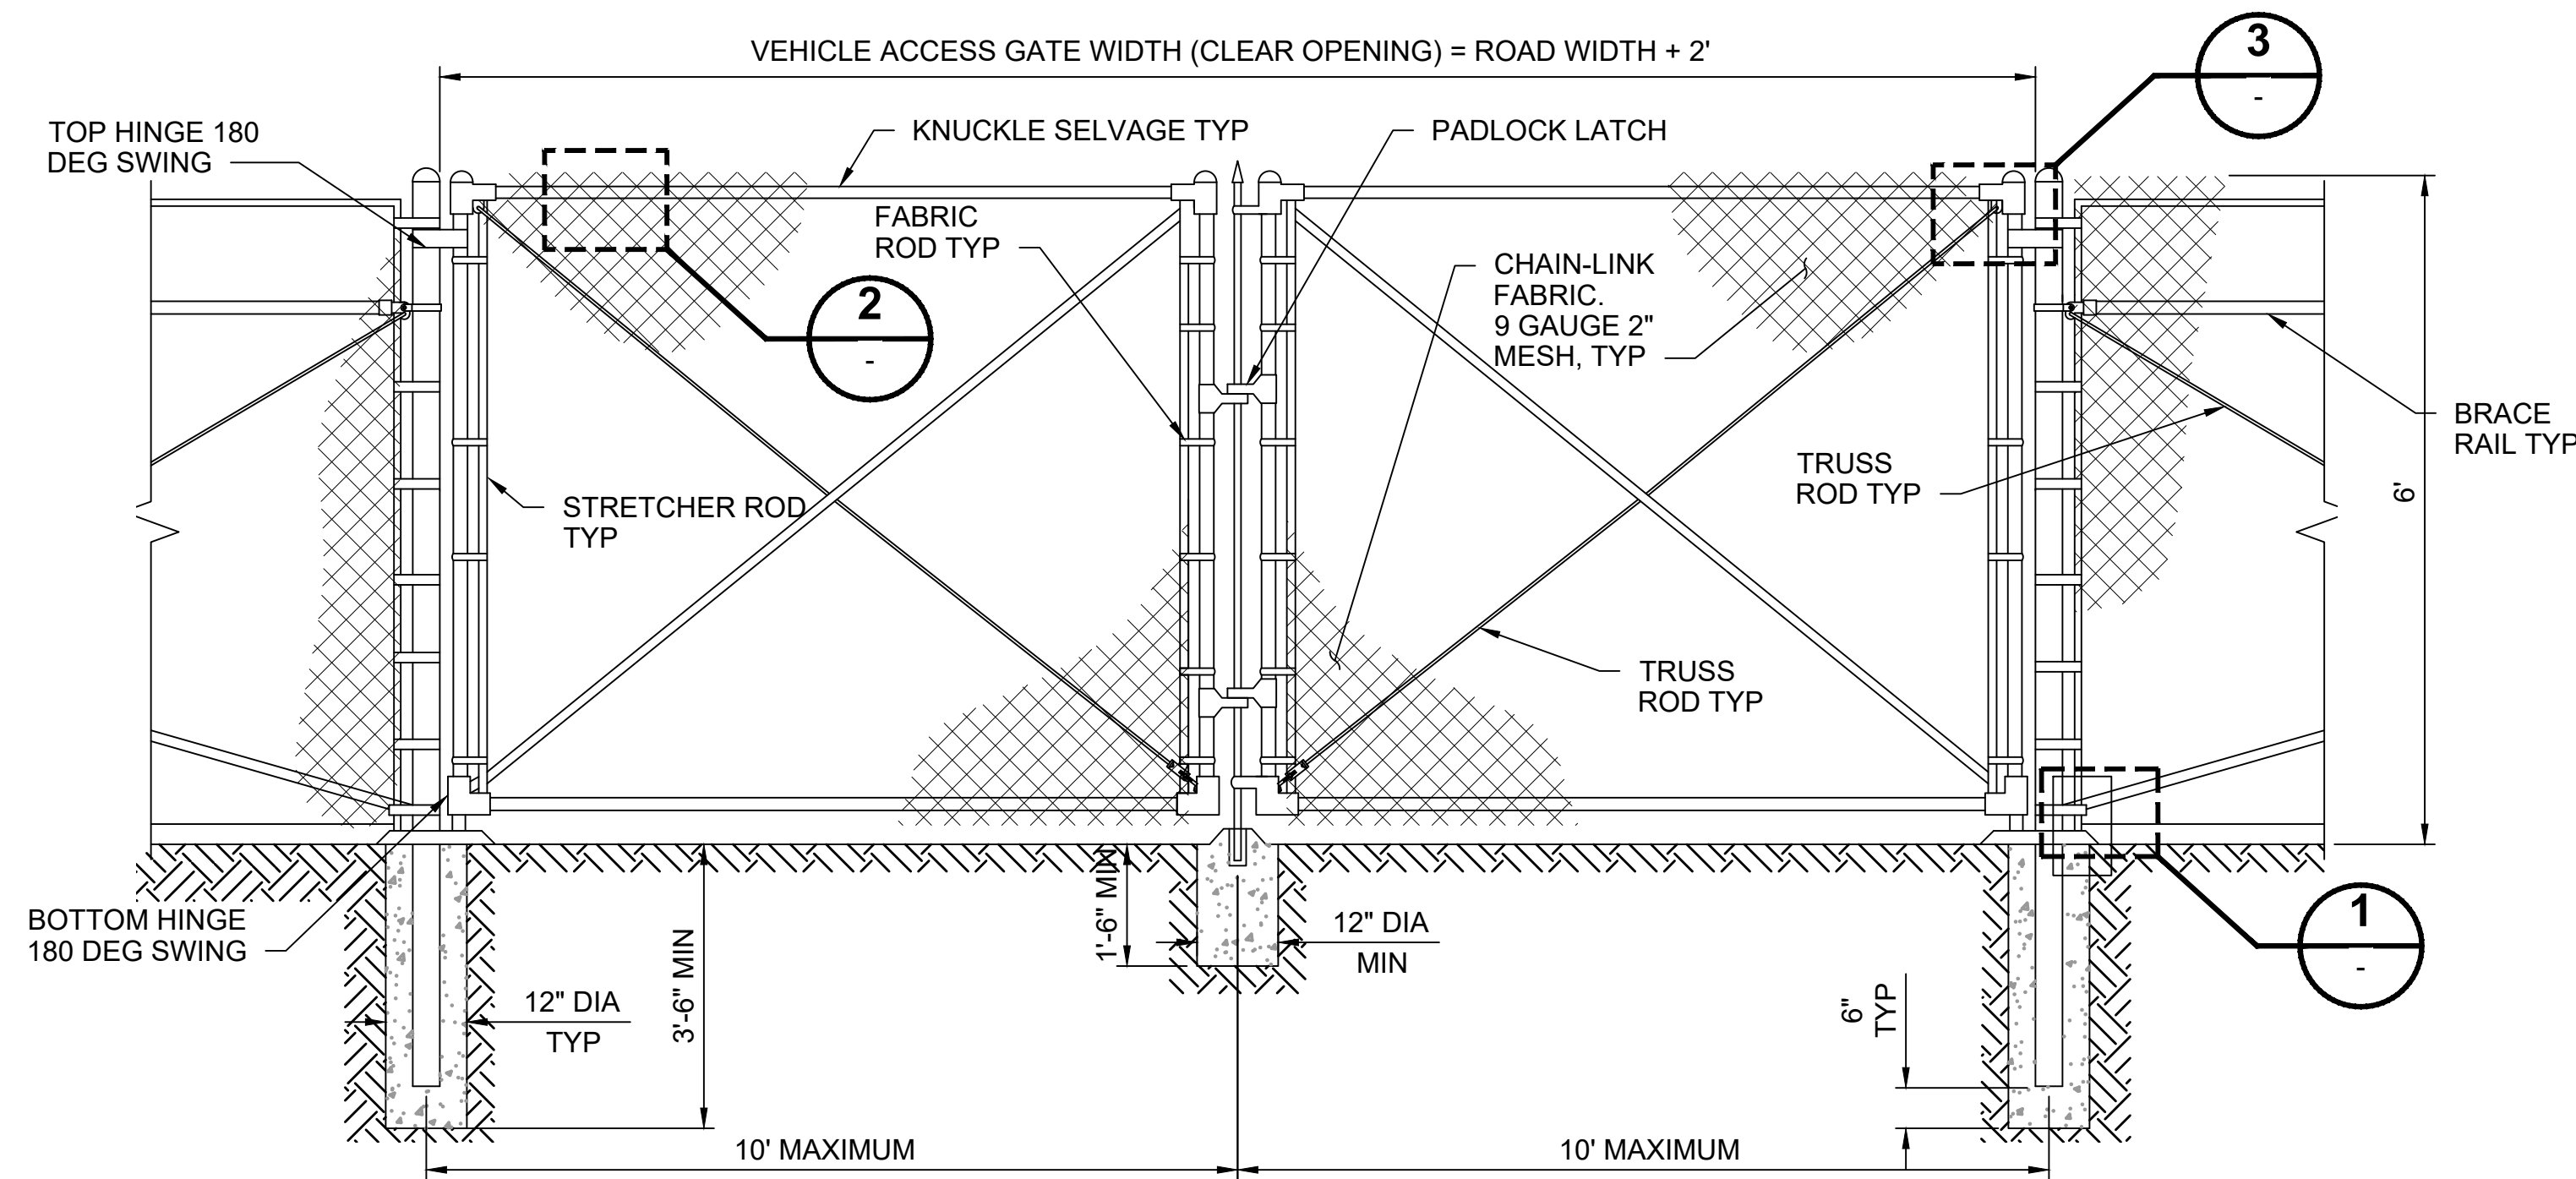 VEHICLE ACCESS GATE WIDTH (CLEAR OPENING) = ROAD WIDTH + 2'
3
-
TOP HINGE 180
DEG SWING
KNUCKLE SELVAGE TYP
PADLOCK LATCH
FABRIC
ROD TYP
CHAIN-LINK
FABRIC.
9 GAUGE 2"
MESH, TYP
2
-
BRACE
RAIL TYP
TRUSS
ROD TYP
6'
STRETCHER ROD
TYP
TRUSS
ROD TYP
BOTTOM HINGE
180 DEG SWING
1'-6" MIN
12" DIA
MIN
1
-
12" DIA
TYP
3'-6" MIN
6"
TYP
10' MAXIMUM
10' MAXIMUM